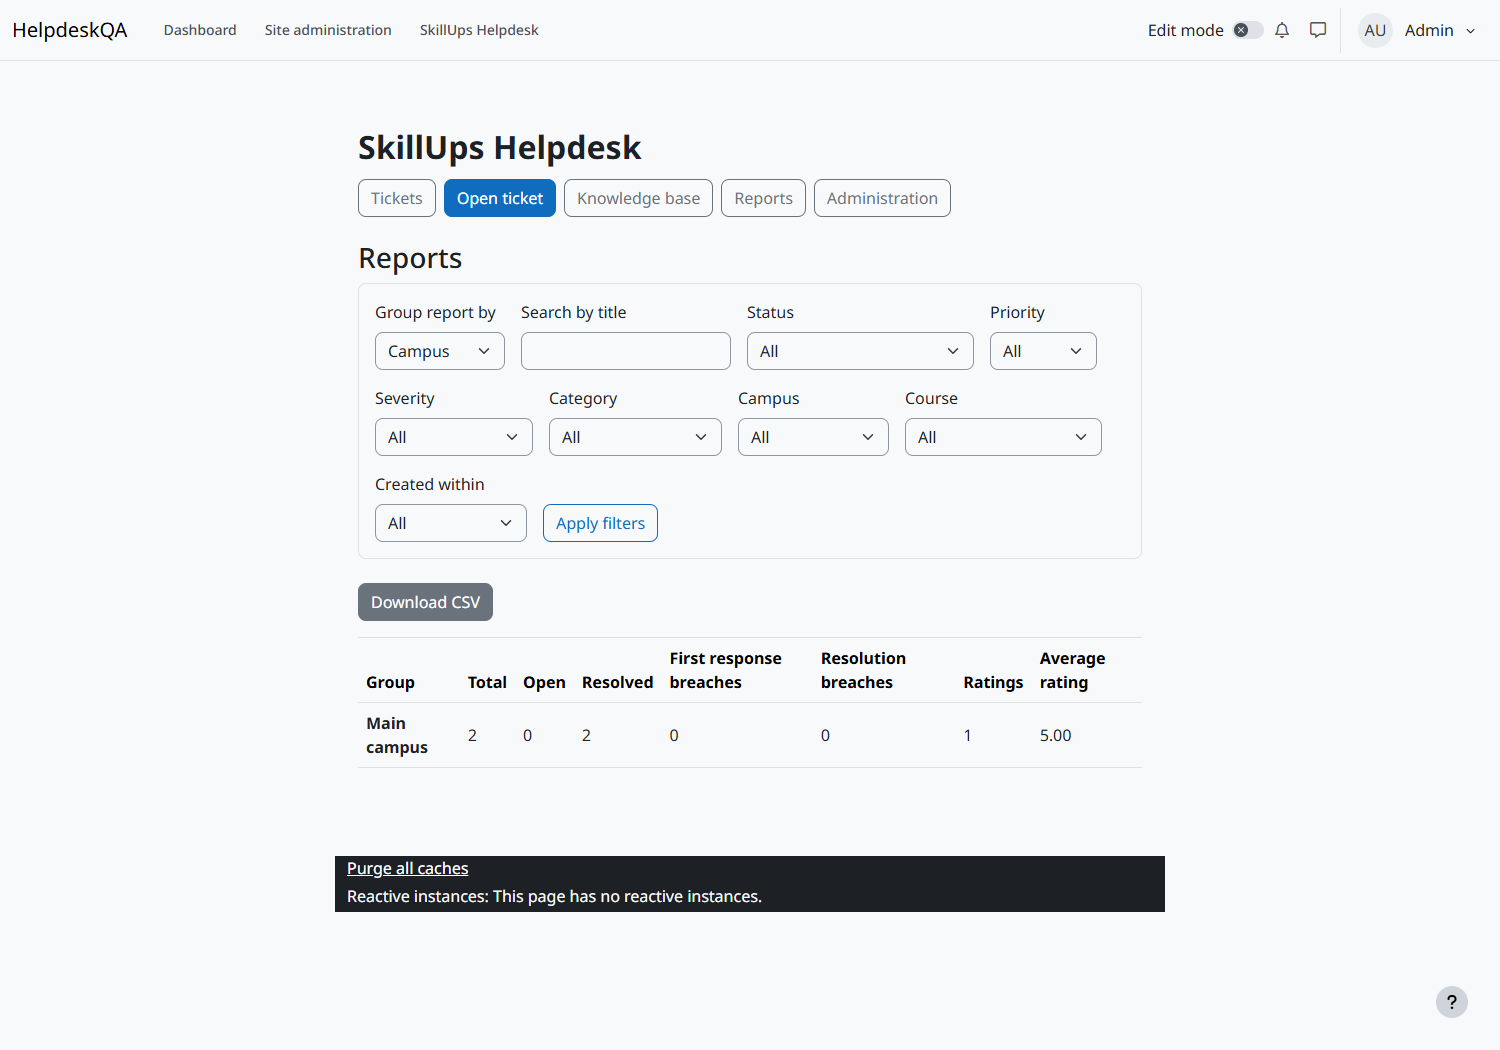 HelpdeskQA Dashboard Site administration SkillUps Helpdesk Edit mode AU Admin
SkillUps Helpdesk
Tickets Open ticket Knowledge base Reports Administration
Reports
Group report by Search by title Status Priority
Campus All All
Severity Category Campus Course
All All All All
Created within
All Apply filters
Download CSV
Group Total Open Resolved First response breaches Resolution breaches Ratings Average rating
Main campus 2 0 2 0 0 1 5.00
Purge all caches
Reactive instances: This page has no reactive instances.
?